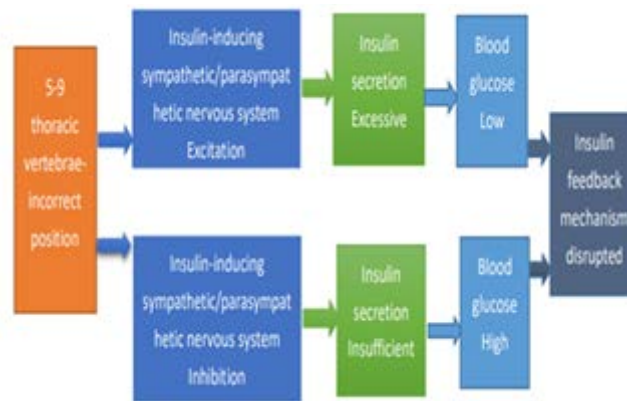 5-9
thoracic
vertebrae-
incorrect
position
Insulin-inducing
sympathetic/parasympat
hetic nervous system
Excitation
Insulin
secretion
Excessive
Blood
glucose
Low
Insulin-inducing
sympathetic/parasympat
hetic nervous system
Inhibition
Insulin
secretion
Insufficient
Blood
glucose
High
Insulin
feedback
mechanism
disrupted